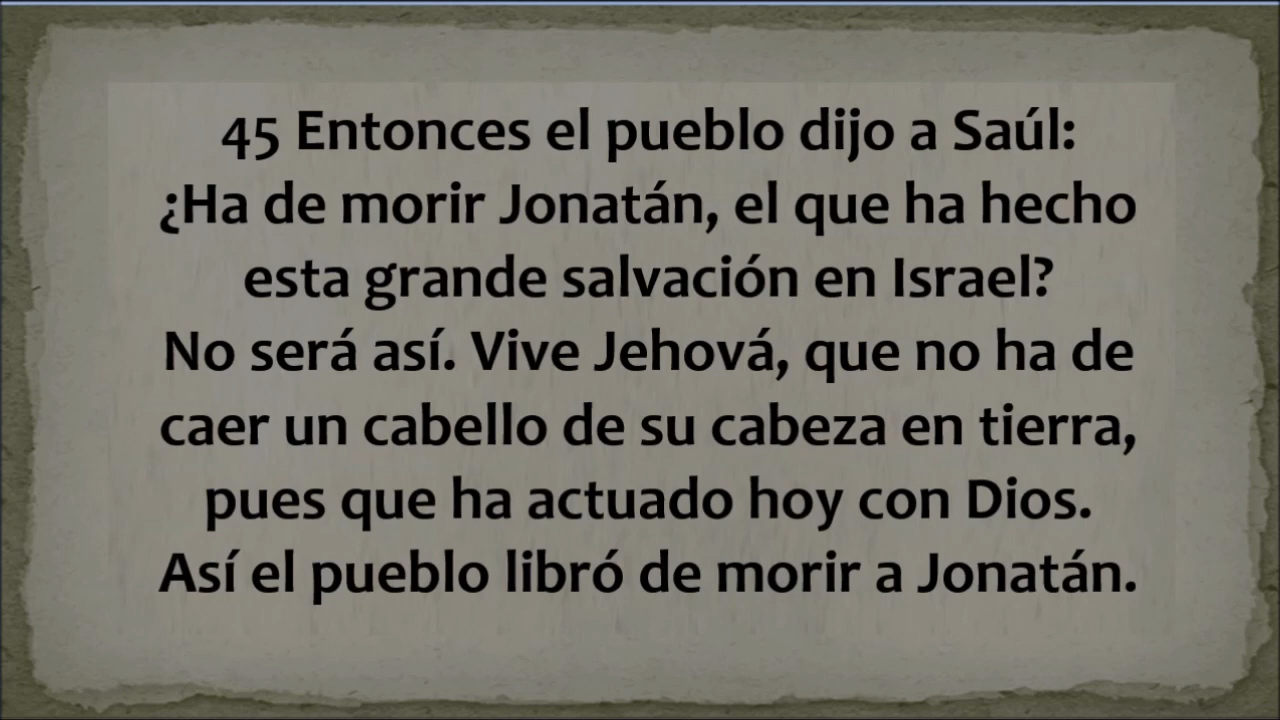 45 Entonces el pueblo dijo a Saúl:
¿Ha de morir Jonatán, el que ha hecho
esta grande salvación en Israel?
No será así. Vive Jehová, que no ha de
caer un cabello de su cabeza en tierra,
pues que ha actuado hoy con Dios.
Así el pueblo libró de morir a Jonatán.